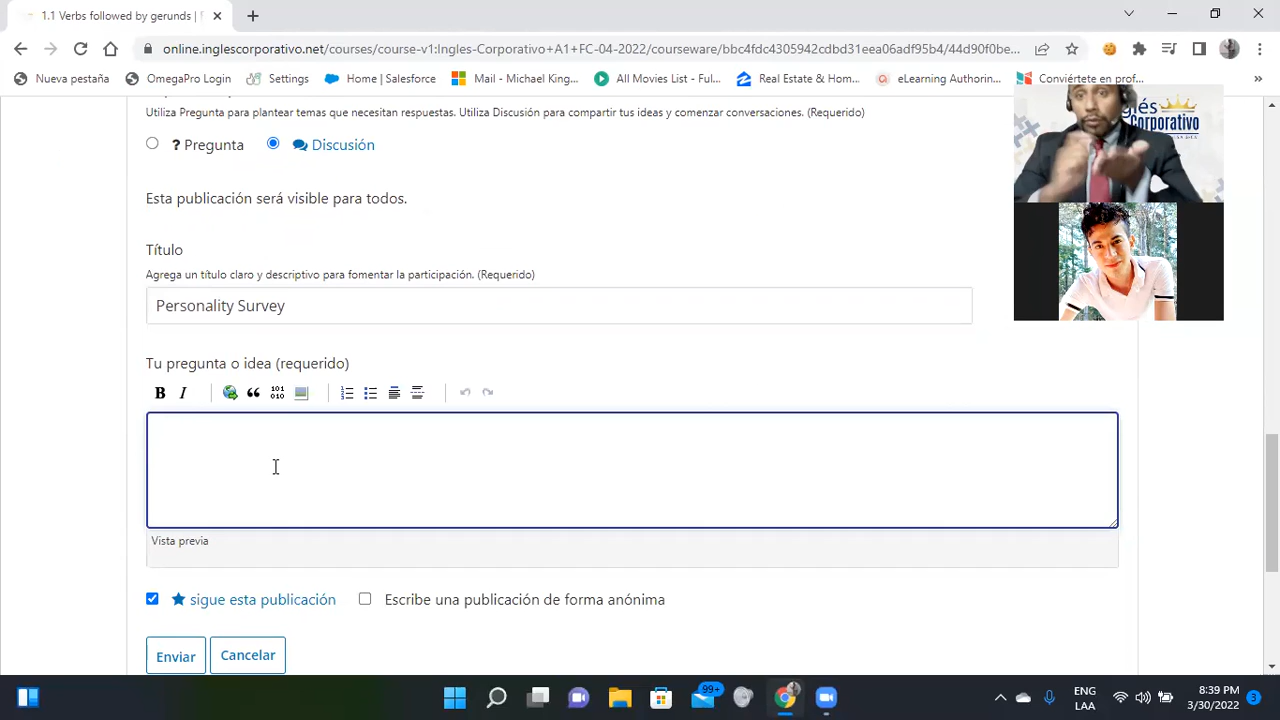 1.1 Verbs followed by gerunds |
online.inglescorporativo.net/courses/course-v1:Ingles-Corporativo+A1+FC-04-2022/courseware/bbc4fdc4305942cdbd31eea06adf95b4/44d90f0be...
Nueva pestaña OmegaPro Login Settings Home | Salesforce Mail - Michael King... All Movies List - Ful... Real Estate & Hom... eLearning Authorin... Conviértete en prof... »
Utiliza Pregunta para plantear temas que necesitan respuestas. Utiliza Discusión para compartir tus ideas y comenzar conversaciones. (Requerido)
glés
Corporativo
? Pregunta Discusión
Esta publicación será visible para todos.
Título
Agrega un título claro y descriptivo para fomentar la participación. (Requerido)
Personality Survey
Tu pregunta o idea (requerido)
B I 101 010
Vista previa
sigue esta publicación Escribe una publicación de forma anónima
Enviar Cancelar
99+
ENG
LAA
8:39 PM
3/30/2022
3